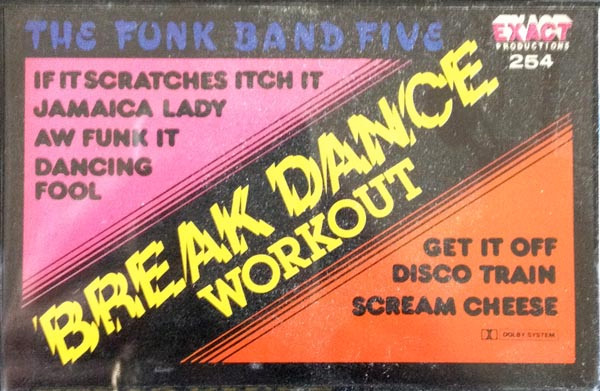 THE FUNK BAND FIVE
EXACT
PRODUCTIONS
254
IF IT SCRATCHES ITCH IT
JAMAICA LADY
AW FUNK IT
DANCING
FOOL
BREAK DANCE
WORKOUT
GET IT OFF
DISCO TRAIN
SCREAM CHEESE
DOLBY SYSTEM